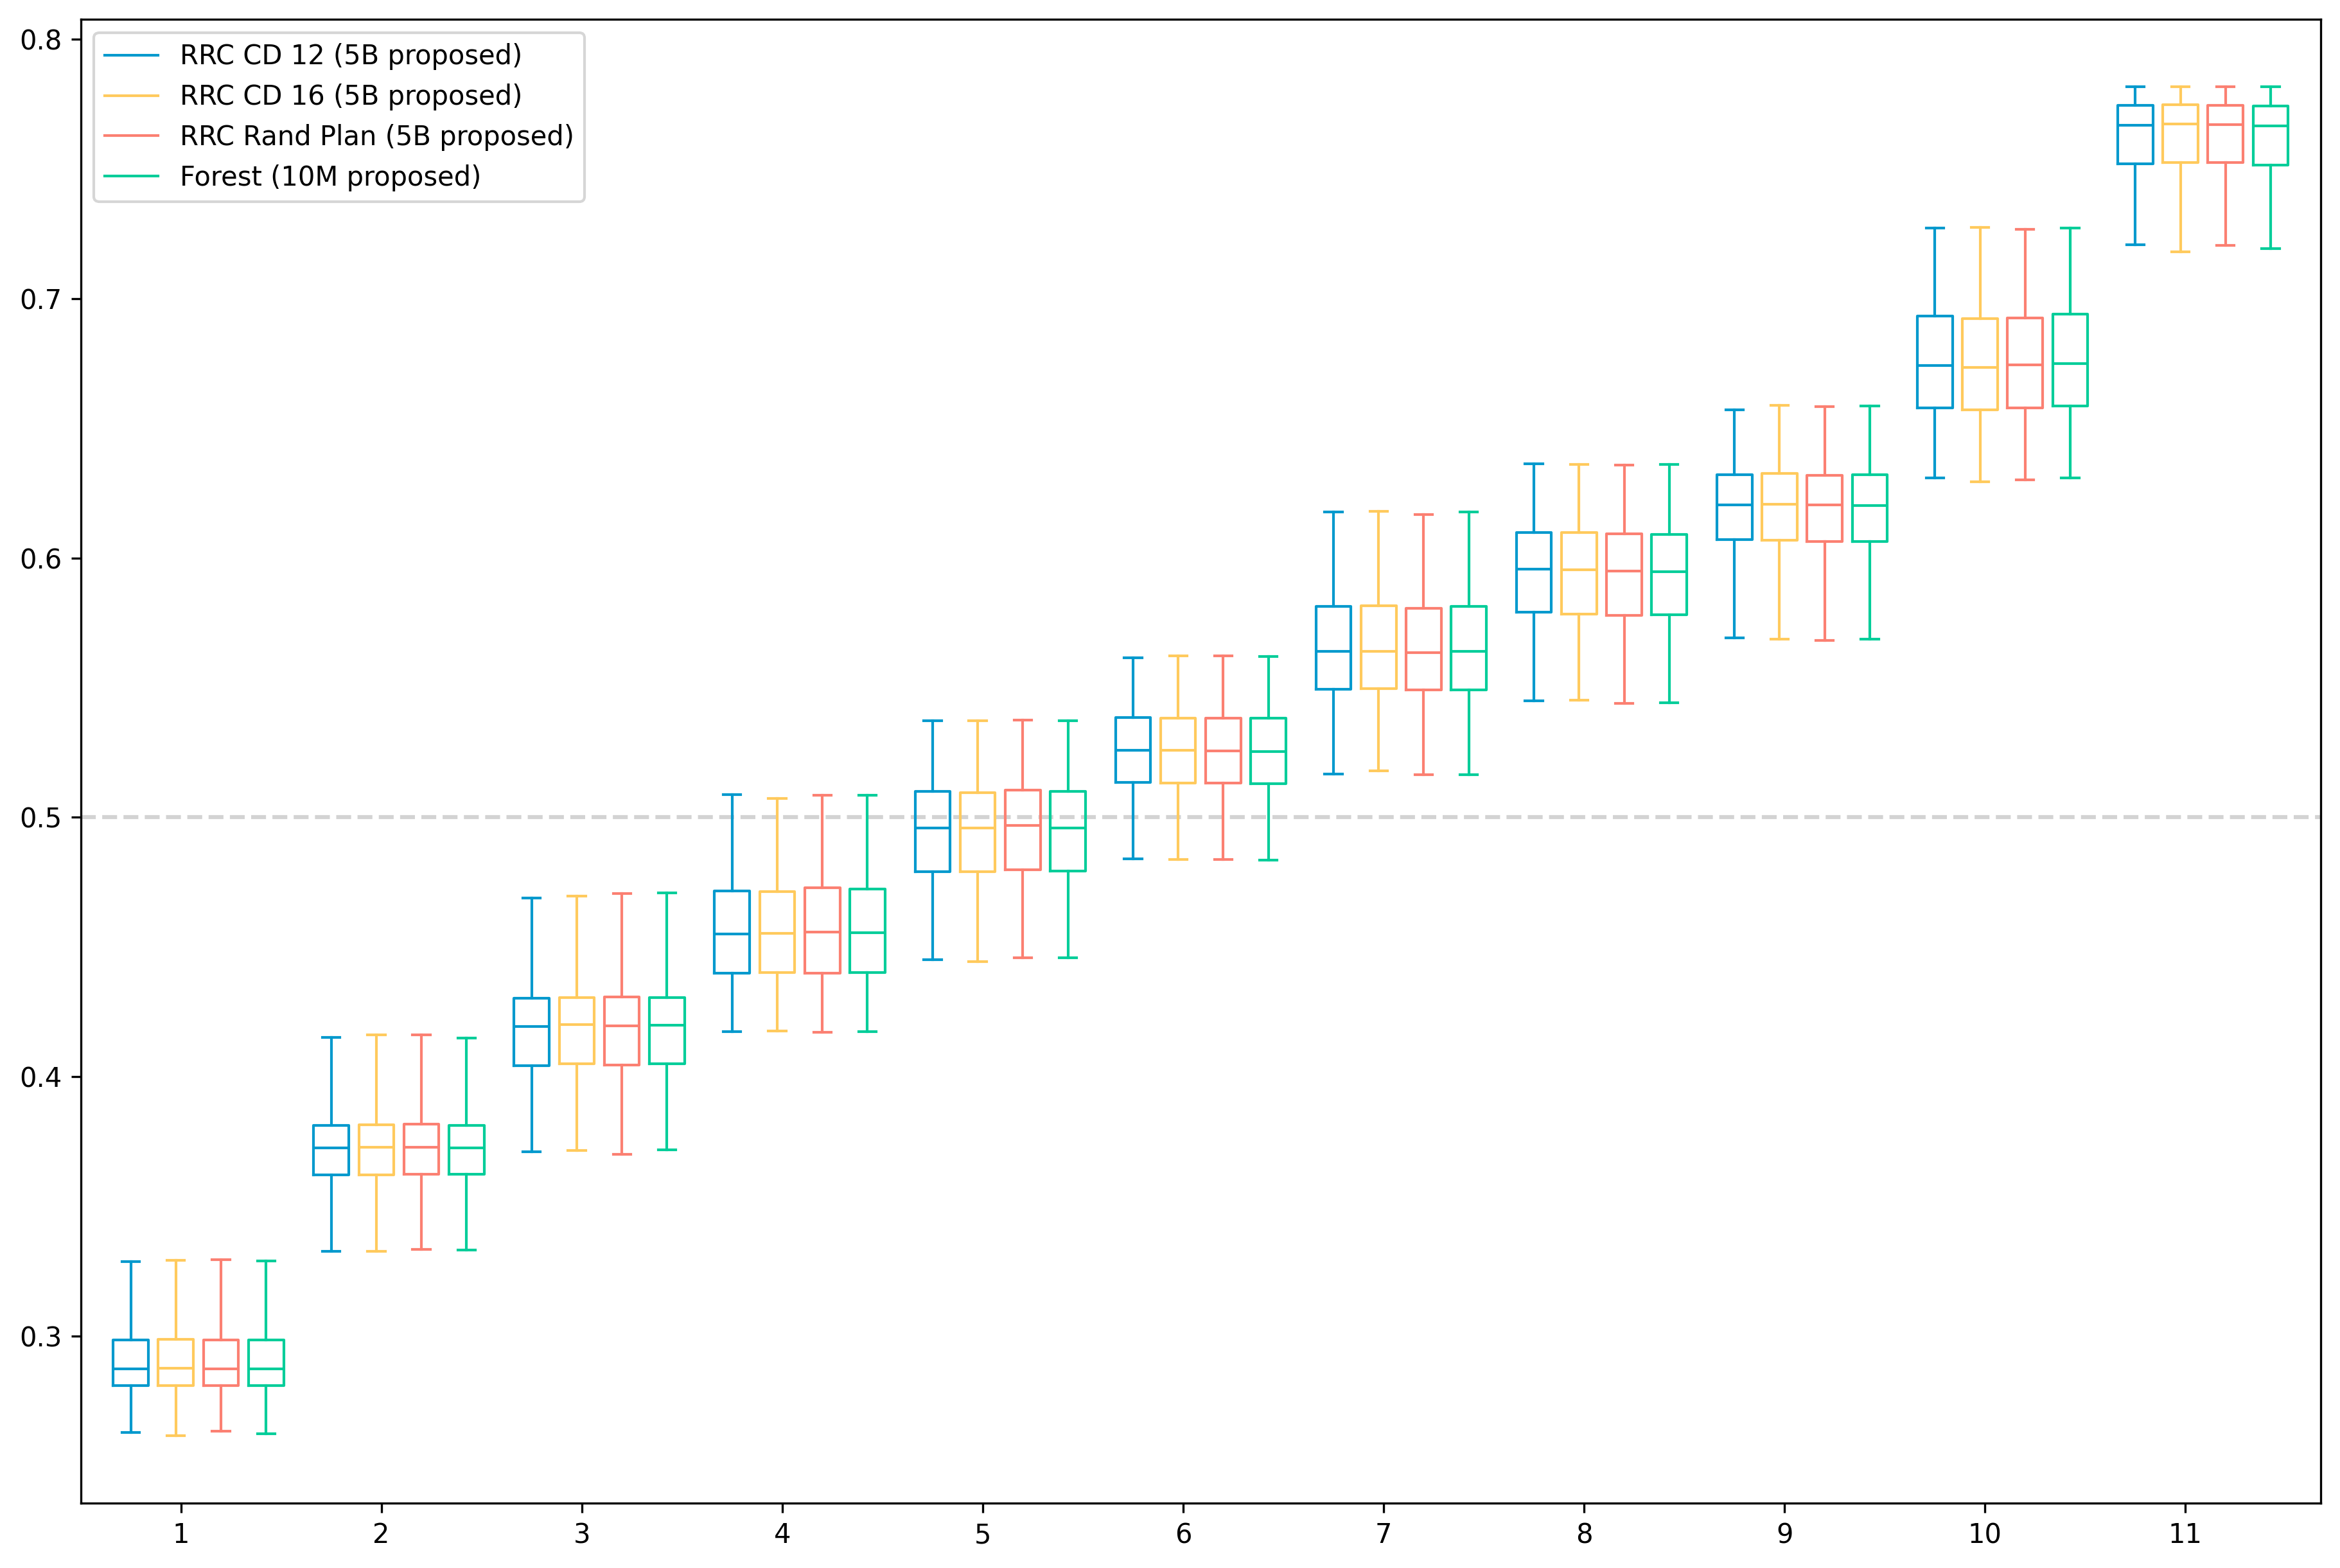 RRC CD 12 (5B proposed)
RRC CD 16 (5B proposed)
RRC Rand Plan (5B proposed)
Forest (10M proposed)
0.8
0.7
0.6
0.5
0.4
0.3
1 2 3 4 5 6 7 8 9 10 11